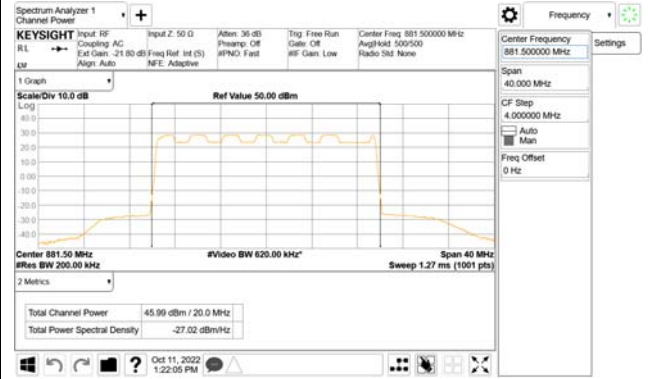 Spectrum Analyzer 1
Channel Power
Frequency
KEYSIGHT Input: RF
RL
Coupling: AC
Ext Gain: -21.80 dB
Align: Auto
Input Z: 50 Ω
Freq Ref: Int (S)
NFE: Adaptive
Atten: 36 dB
Preamp: Off
#PNO: Fast
Trig: Free Run
Gate: Off
#IF Gain: Low
Center Freq: 881.500000 MHz
Avg|Hold: 500/500
Radio Std: None
Center Frequency
881.500000 MHz
Settings
Span
40.000 MHz
CF Step
4.000000 MHz
Auto
Man
Freq Offset
0 Hz
1 Graph
Scale/Div 10.0 dB
Ref Value 50.00 dBm
Log
40.0
30.0
20.0
10.0
0.00
-10.0
-20.0
-30.0
-40.0
Center 881.50 MHz
#Video BW 620.00 kHz*
Span 40 MHz
#Res BW 200.00 kHz
Sweep 1.27 ms (1001 pts)
2 Metrics
Total Channel Power 45.99 dBm / 20.0 MHz
Total Power Spectral Density -27.02 dBm/Hz
Oct 11, 2022
1:22:05 PM